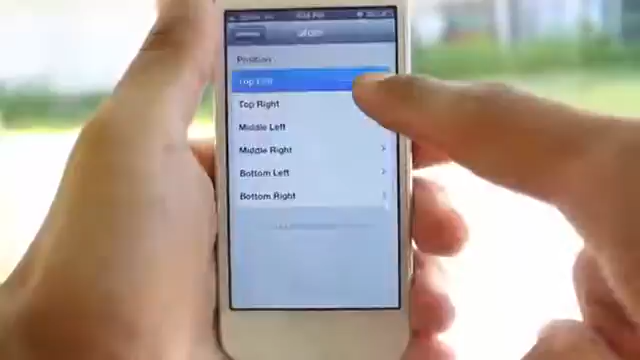 Position
Top Left
Top Right
Middle Left
Middle Right
Bottom Left
Bottom Right